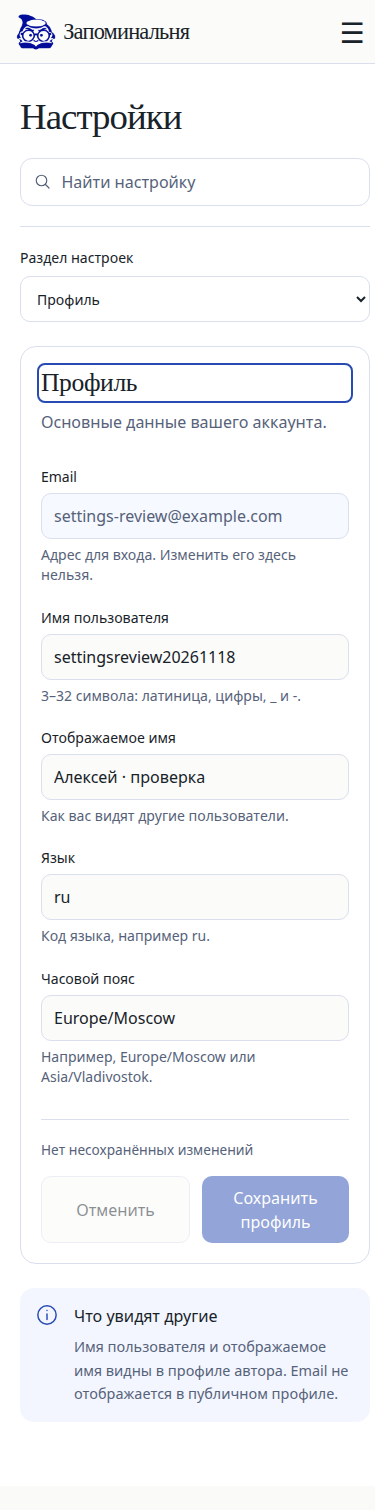 Запоминальня
Настройки
Найти настройку
Раздел настроек
Профиль
Профиль
Основные данные вашего аккаунта.
Email
settings-review@example.com
Адрес для входа. Изменить его здесь
нельзя.
Имя пользователя
settingsreview20261118
3–32 символа: латиница, цифры, _ и -.
Отображаемое имя
Алексей · проверка
Как вас видят другие пользователи.
Язык
ru
Код языка, например ru.
Часовой пояс
Europe/Moscow
Например, Europe/Moscow или
Asia/Vladivostok.
Нет несохранённых изменений
Отменить
Сохранить
профиль
Что увидят другие
Имя пользователя и отображаемое
имя видны в профиле автора. Email не
отображается в публичном профиле.